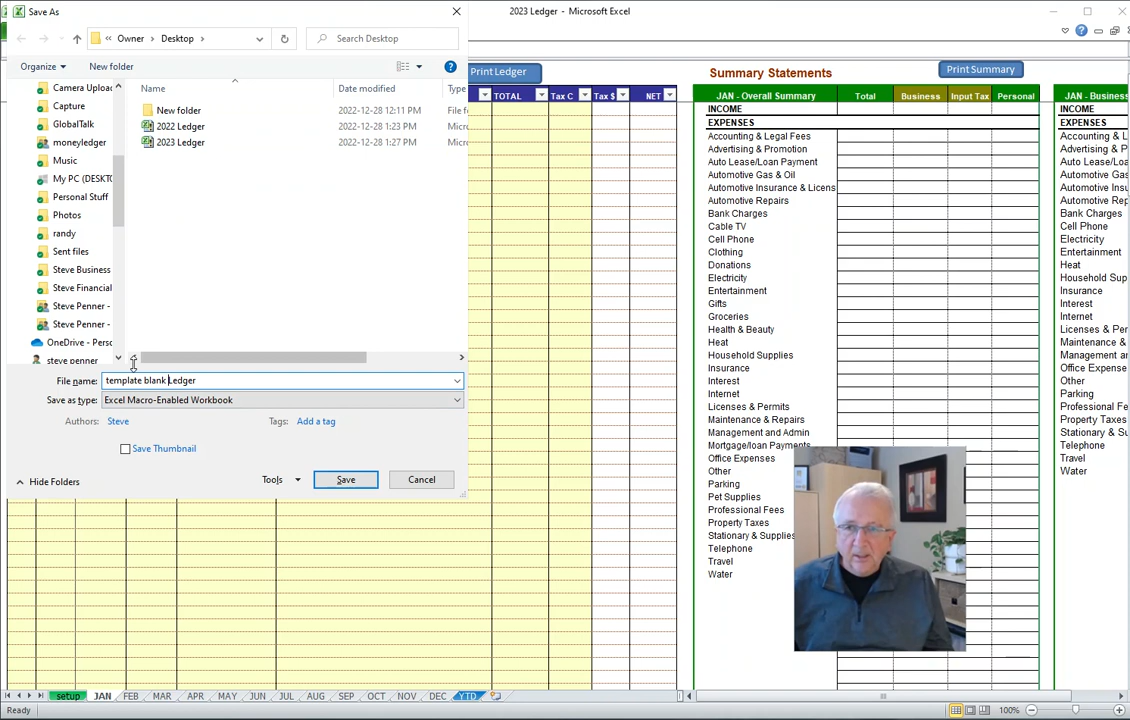 Save As
2023 Ledger - Microsoft Excel
Owner
Desktop
Search Desktop
Organize
New folder
Name
Date modified
Type
New folder
2022-12-28 12:11 PM
File f
2022 Ledger
2022-12-28 1:23 PM
Micro
2023 Ledger
2022-12-28 1:27 PM
Micro
Camera Uploa
Capture
GlobalTalk
moneyledger
Music
My PC (DESKTO
Personal Stuff
Photos
randy
Sent files
Steve Business
Steve Financial
Steve Penner -
Steve Penner -
OneDrive - Perso
steve penner
File name:
template blank Ledger
Save as type:
Excel Macro-Enabled Workbook
Authors:
Steve
Tags:
Add a tag
Save Thumbnail
Hide Folders
Tools
Save
Cancel
Print Ledger
TOTAL
Tax C
Tax $
NET
Summary Statements
Print Summary
JAN - Overall Summary
Total
Business
Input Tax
Personal
INCOME
EXPENSES
Accounting & Legal Fees
Advertising & Promotion
Auto Lease/Loan Payment
Automotive Gas & Oil
Automotive Insurance & Licens
Automotive Repairs
Bank Charges
Cable TV
Cell Phone
Clothing
Donations
Electricity
Entertainment
Gifts
Groceries
Health & Beauty
Heat
Household Supplies
Insurance
Interest
Internet
Licenses & Permits
Maintenance & Repairs
Management and Admin
Mortgage/loan Payments
Office Expenses
Other
Parking
Pet Supplies
Professional Fees
Property Taxes
Stationary & Supplies
Telephone
Travel
Water
JAN - Business
INCOME
EXPENSES
Accounting &
Advertising & P
Auto Lease/Lo
Automotive Ga
Automotive Insu
Automotive Rep
Bank Charges
Cell Phone
Electricity
Entertainment
Heat
Household Sup
Insurance
Interest
Internet
Licenses & Per
Maintenance &
Management an
Office Expense
Other
Parking
Professional Fe
Property Taxes
Stationary & Su
Telephone
Travel
Water
setup
JAN
FEB
MAR
APR
MAY
JUN
JUL
AUG
SEP
OCT
NOV
DEC
YTD
Ready
100%